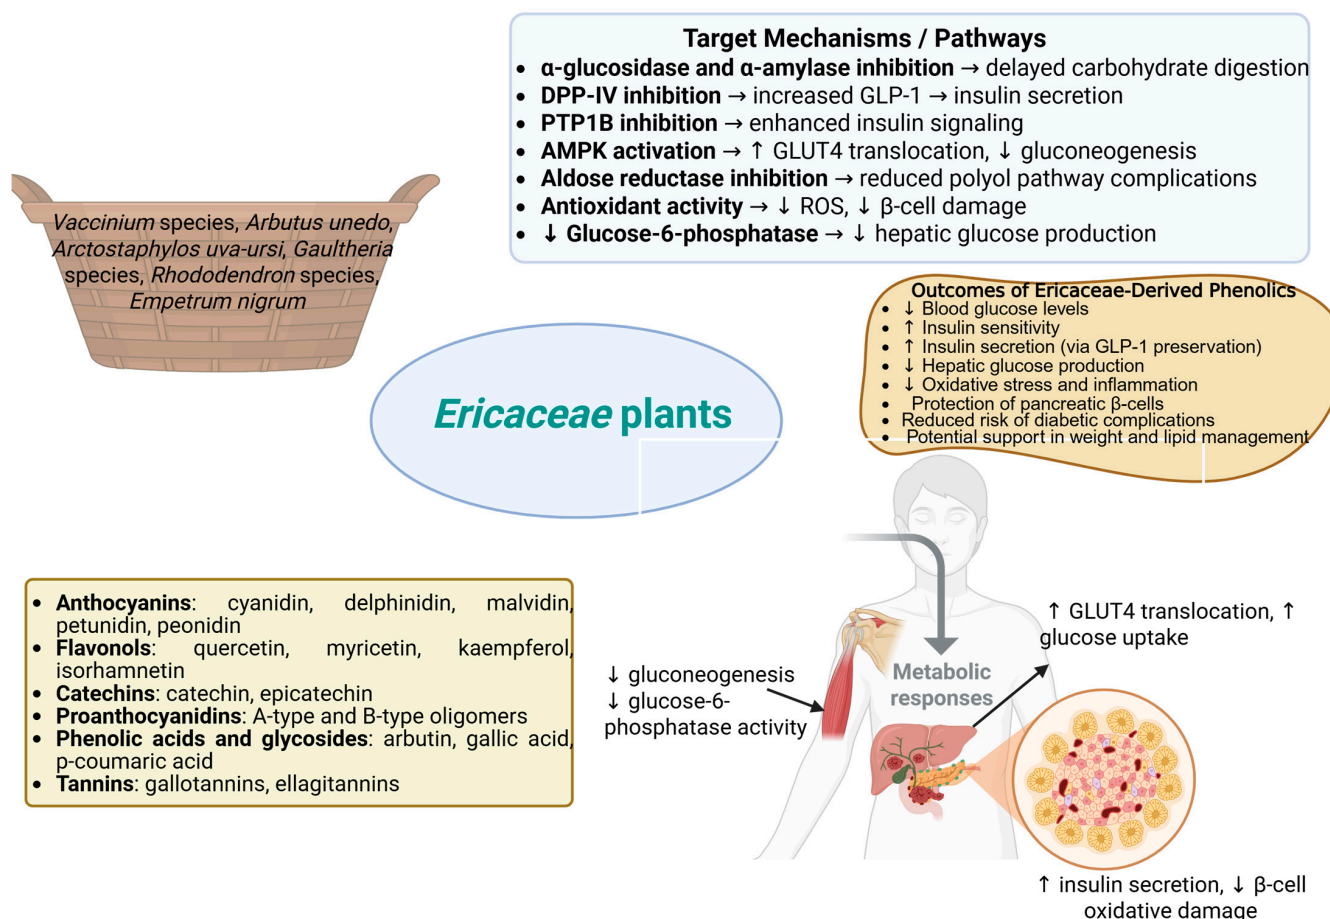 Target Mechanisms / Pathways
• α-glucosidase and α-amylase inhibition → delayed carbohydrate digestion
• DPP-IV inhibition → increased GLP-1 → insulin secretion
• PTP1B inhibition → enhanced insulin signaling
• AMPK activation → ↑ GLUT4 translocation, ↓ gluconeogenesis
• Aldose reductase inhibition → reduced polyol pathway complications
• Antioxidant activity → ↓ ROS, ↓ β-cell damage
• ↓ Glucose-6-phosphatase → ↓ hepatic glucose production
Vaccinium species, Arbutus unedo,
Arctostaphylos uva-ursi, Gaultheria
species, Rhododendron species,
Empetrum nigrum
Outcomes of Ericaceae-Derived Phenolics
• ↓ Blood glucose levels
• ↑ Insulin sensitivity
• ↑ Insulin secretion (via GLP-1 preservation)
• ↓ Hepatic glucose production
• ↓ Oxidative stress and inflammation
• Protection of pancreatic β-cells
• Reduced risk of diabetic complications
• Potential support in weight and lipid management
Ericaceae plants
• Anthocyanins: cyanidin, delphinidin, malvidin,
petunidin, peonidin
• Flavonols: quercetin, myricetin, kaempferol,
isorhamnetin
• Catechins: catechin, epicatechin
• Proanthocyanidins: A-type and B-type oligomers
• Phenolic acids and glycosides: arbutin, gallic acid,
p-coumaric acid
• Tannins: gallotannins, ellagitannins
↓ gluconeogenesis
↓ glucose-6-
phosphatase activity
Metabolic
responses
↑ GLUT4 translocation, ↑
glucose uptake
↑ insulin secretion, ↓ β-cell
oxidative damage